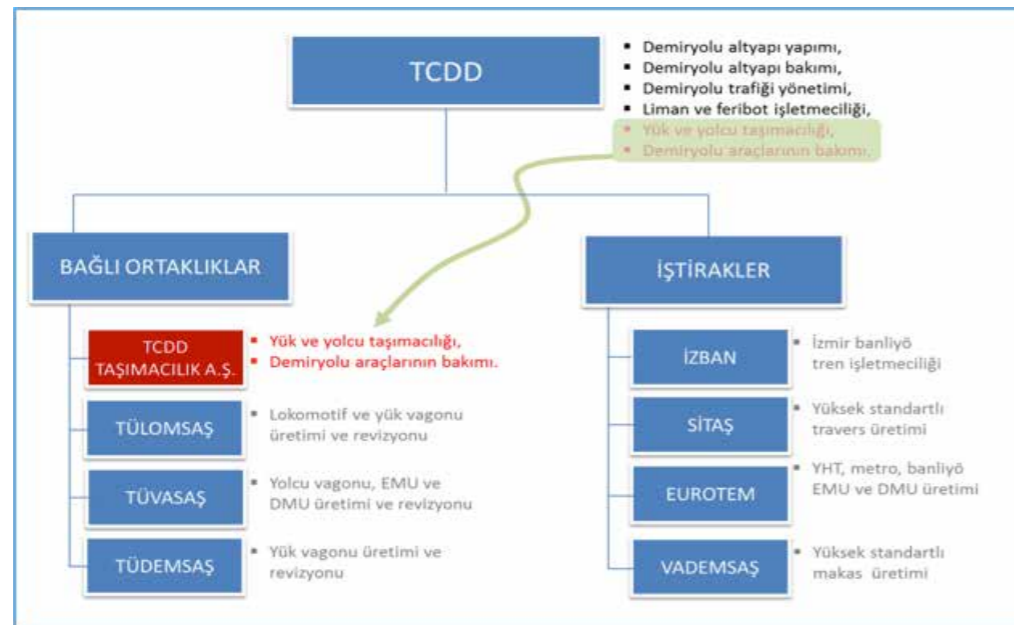 TCDD
▪ Demiryolu altyapı yapımı,
▪ Demiryolu altyapı bakımı,
▪ Demiryolu trafiği yönetimi,
▪ Liman ve feribot işletmeciliği,
▪ Yük ve yolcu taşımacılığı,
▪ Demiryolu araçlarının bakımı.
BAĞLI ORTAKLIKLAR
TCDD
TAŞIMACILIK A.Ş.
▪ Yük ve yolcu taşımacılığı,
▪ Demiryolu araçlarının bakımı.
TÜLOMSAŞ
▪ Lokomotif ve yük vagonu
üretimi ve revizyonu
TÜVASAŞ
▪ Yolcu vagonu, EMU ve
DMU üretimi ve revizyonu
TÜDEMSAŞ
▪ Yük vagonu üretimi ve
revizyonu
İŞTİRAKLER
İZBAN
▪ İzmir banliyö
tren işletmeciliği
SİTAŞ
▪ Yüksek standartlı
travers üretimi
EUROTEM
▪ YHT, metro, banliyö
EMU ve DMU üretimi
VADEMSAŞ
▪ Yüksek standartlı
makas üretimi